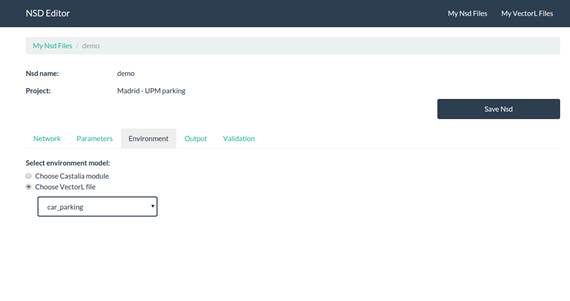 NSD Editor My Nsd Files My VectorL Files
My Nsd Files / demo
Nsd name: demo
Project: Madrid - UPM parking
Save Nsd
Network Parameters Environment Output Validation
Select environment model:
Choose Castalia module
Choose VectorL file
car_parking